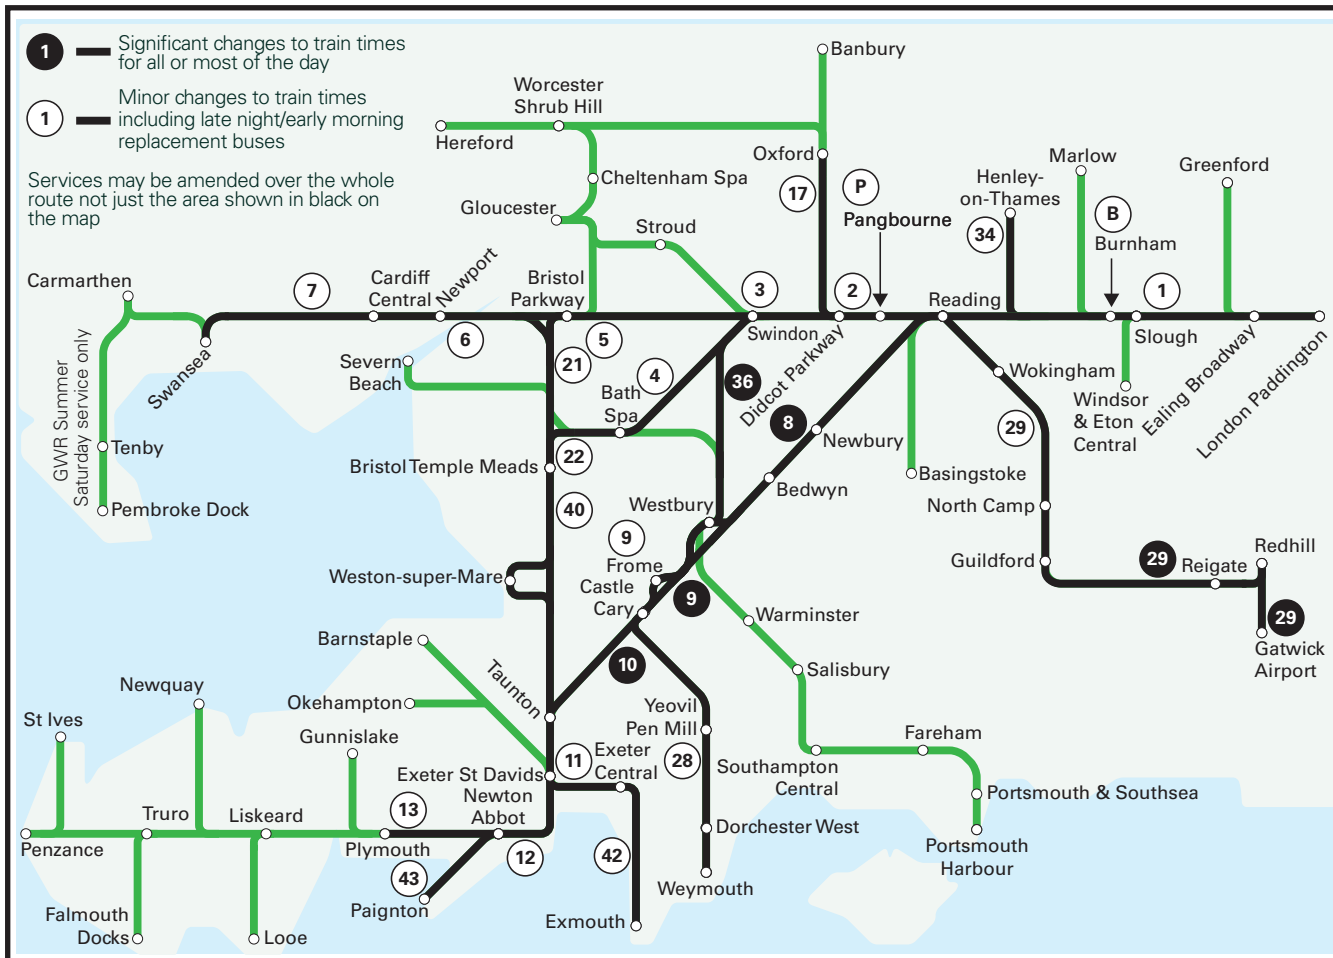 1
Significant changes to train times
for all or most of the day
1
Minor changes to train times
including late night/early morning
replacement buses
Services may be amended over the whole
route not just the area shown in black on
the map
Banbury
Worcester
Shrub Hill
Hereford
Oxford
17
P
Pangbourne
Cheltenham Spa
Gloucester
Stroud
Henley-
on-Thames
34
Marlow
B
Burnham
Greenford
Carmarthen
7
Cardiff
Central
Newport
Bristol
Parkway
3
2
Reading
1
Swansea
6
5
Swindon
Didcot Parkway
Slough
Ealing Broadway
London Paddington
GWR Summer
Saturday service only
Severn
Beach
21
4
36
Bath
Spa
8
Wokingham
Windsor
& Eton
Central
29
Tenby
22
Newbury
Bristol Temple Meads
Basingstoke
Bedwyn
Pembroke Dock
40
Westbury
North Camp
9
Frome
Guildford
29
Reigate
Redhill
Weston-super-Mare
Castle
Cary
9
Warminster
29
Gatwick
Airport
Barnstaple
10
Salisbury
Taunton
Newquay
Okehampton
Yeovil
Pen Mill
St Ives
Gunnislake
11
Exeter
Central
28
Southampton
Central
Fareham
Exeter St Davids
Newton
Abbot
Portsmouth & Southsea
Truro
Liskeard
13
Dorchester West
Penzance
Plymouth
12
42
Portsmouth
Harbour
43
Weymouth
Paignton
Falmouth
Docks
Looe
Exmouth